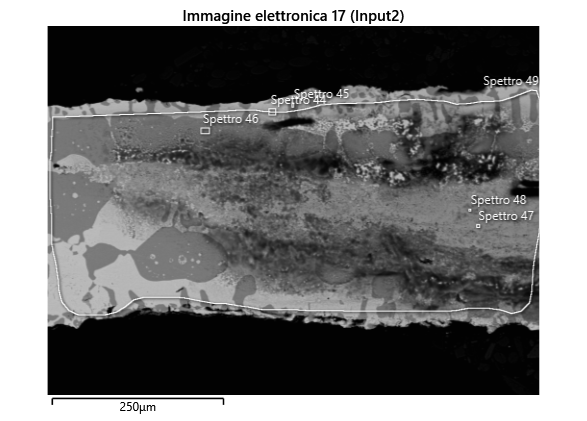 Immagine elettronica 17 (Input2)
Spettro 49
Spettro 45
Spettro 44
Spettro 46
Spettro 48
Spettro 47
250µm